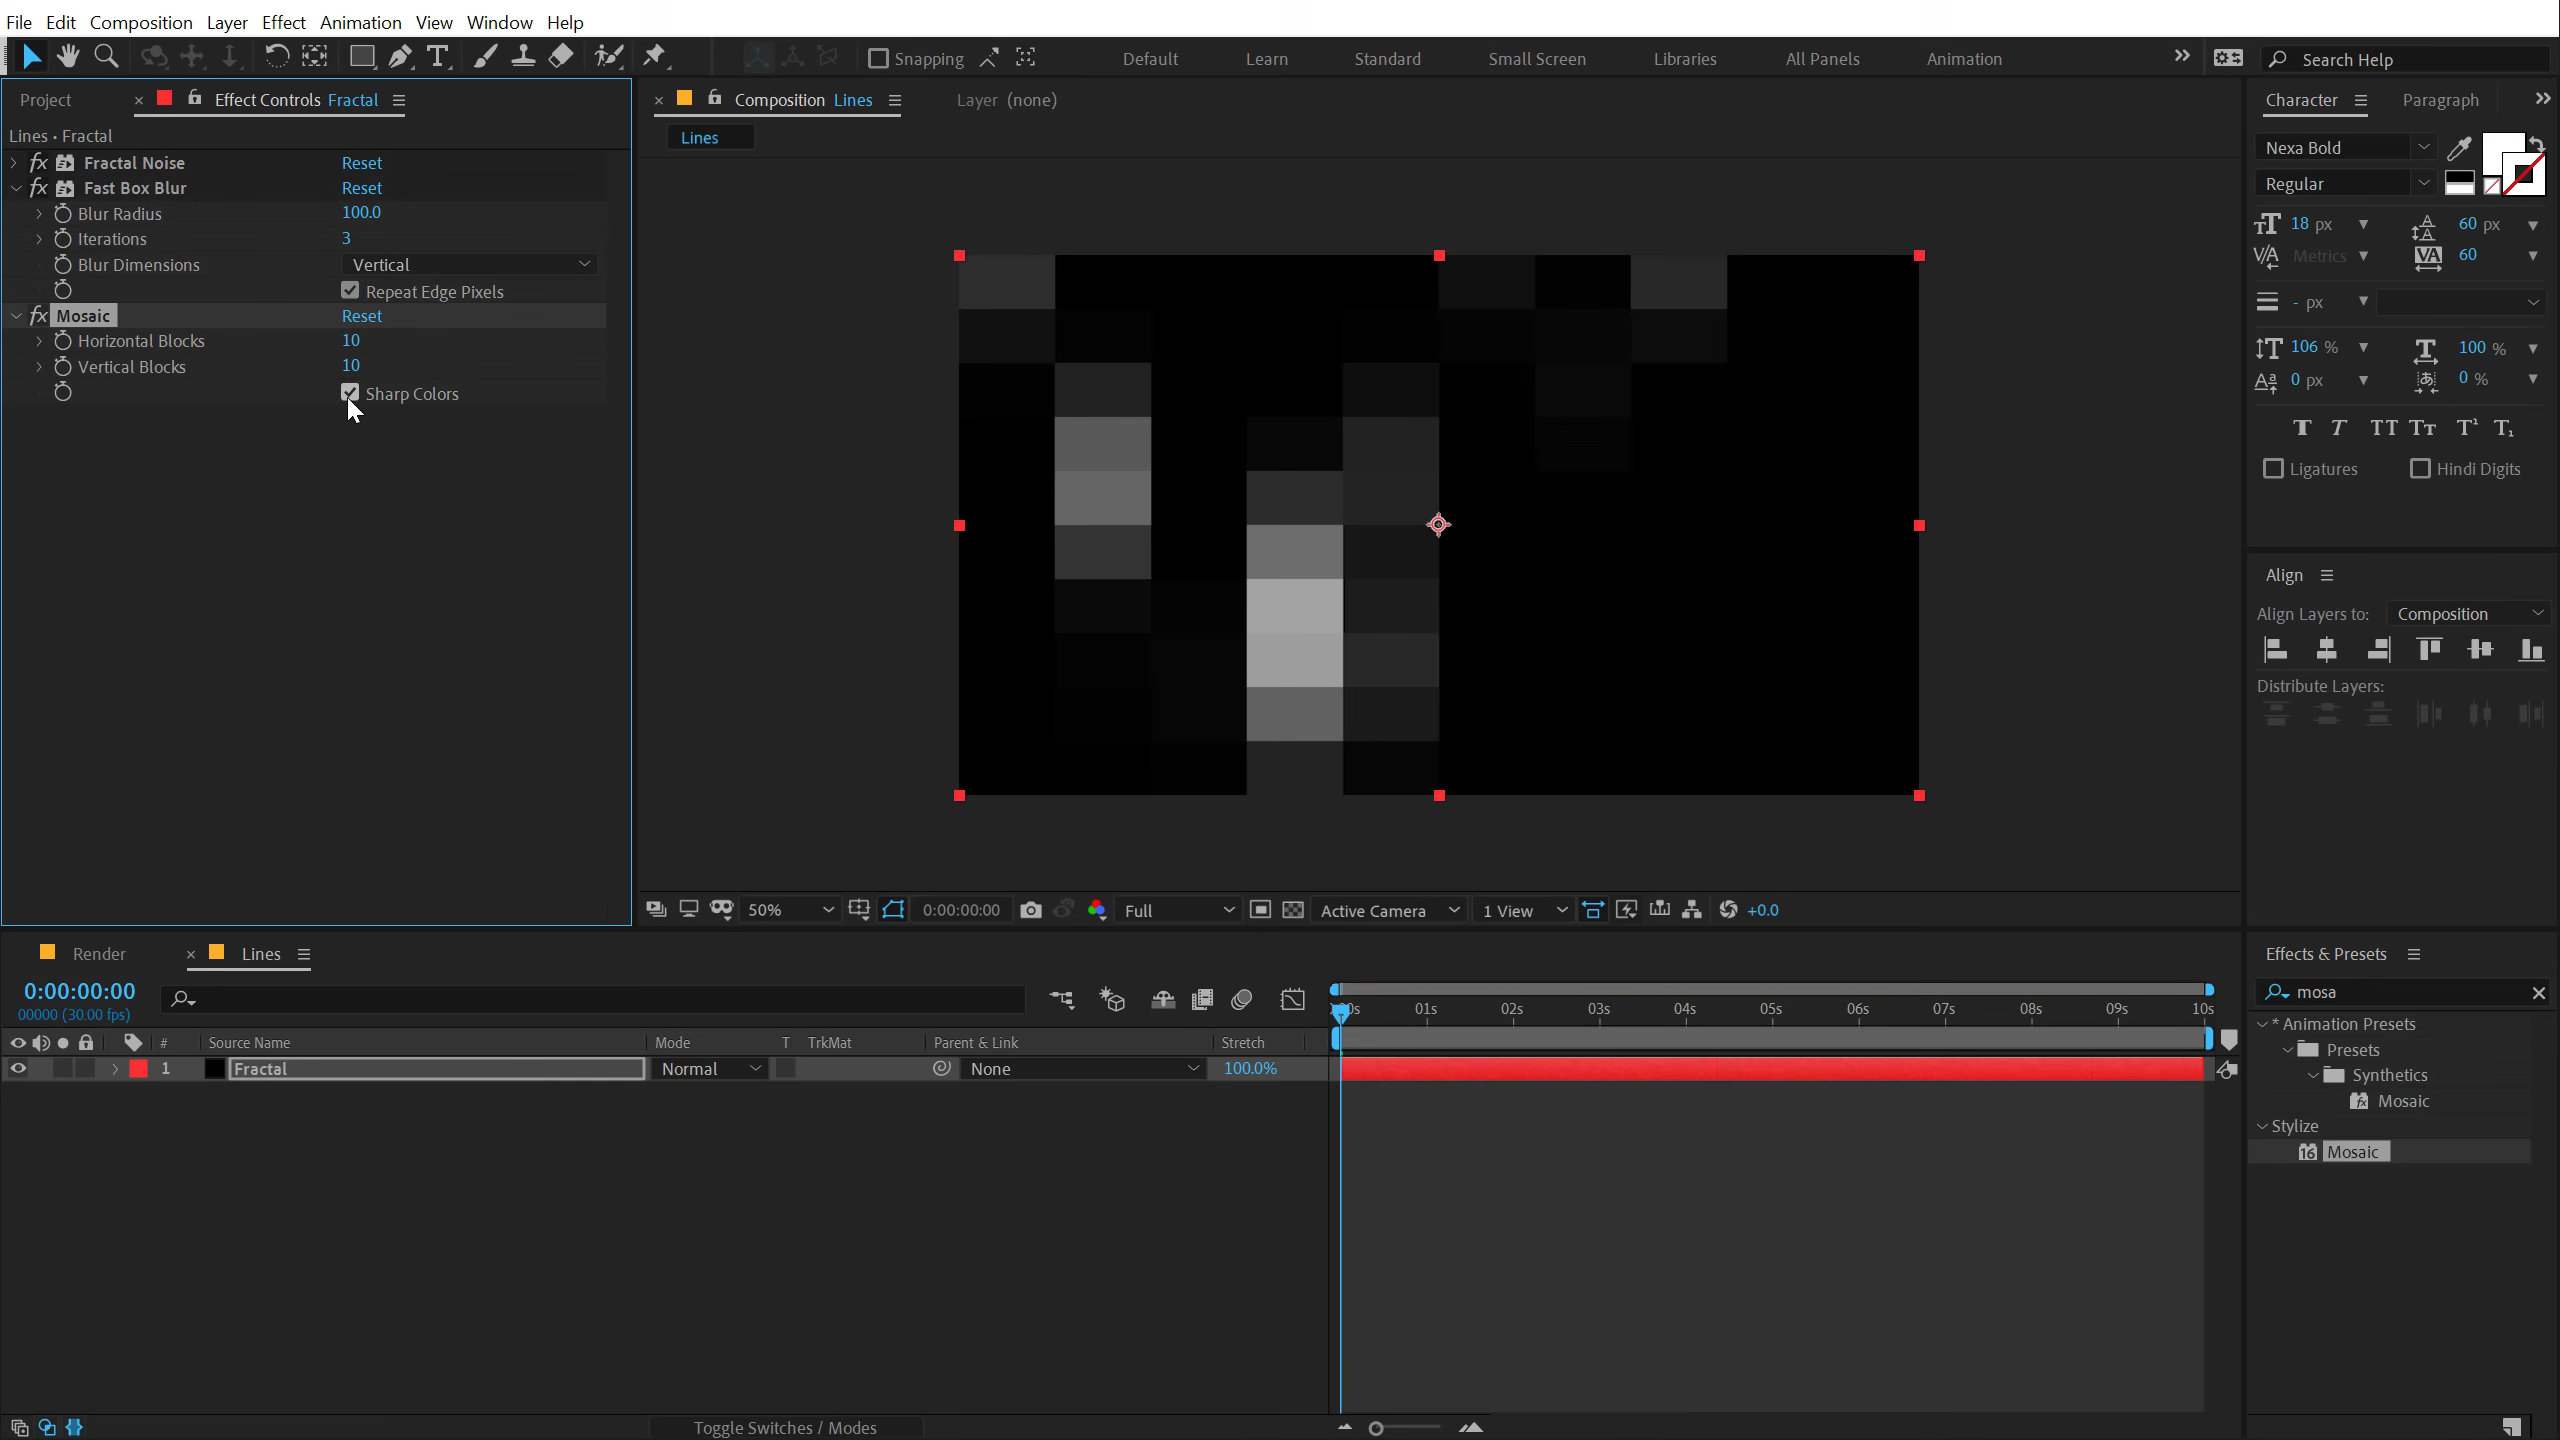 File Edit Composition Layer Effect Animation View Window Help
Snapping Default Learn Standard Small Screen Libraries All Panels Animation Search Help
Project Effect Controls Fractal Composition Lines Layer (none) Character Paragraph
Lines • Fractal
Lines
fx Fractal Noise Reset
fx Fast Box Blur Reset
Blur Radius 100.0
Iterations 3
Blur Dimensions Vertical
Repeat Edge Pixels
fx Mosaic Reset
Horizontal Blocks 10
Vertical Blocks 10
Sharp Colors
Nexa Bold
Regular
18 px 60 px
Metrics 60
- px
106 % 100 %
0 px 0 %
Ligatures Hindi Digits
Align
Align Layers to: Composition
Distribute Layers:
50% 0:00:00:00 Full Active Camera 1 View +0.0
Render Lines
0:00:00:00
00000 (30.00 fps)
01s 02s 03s 04s 05s 06s 07s 08s 09s 10s
# Source Name Mode T TrkMat Parent & Link Stretch
1 Fractal Normal None 100.0%
Toggle Switches / Modes
Effects & Presets
mosa
* Animation Presets
Presets
Synthetics
Mosaic
Stylize
16 Mosaic